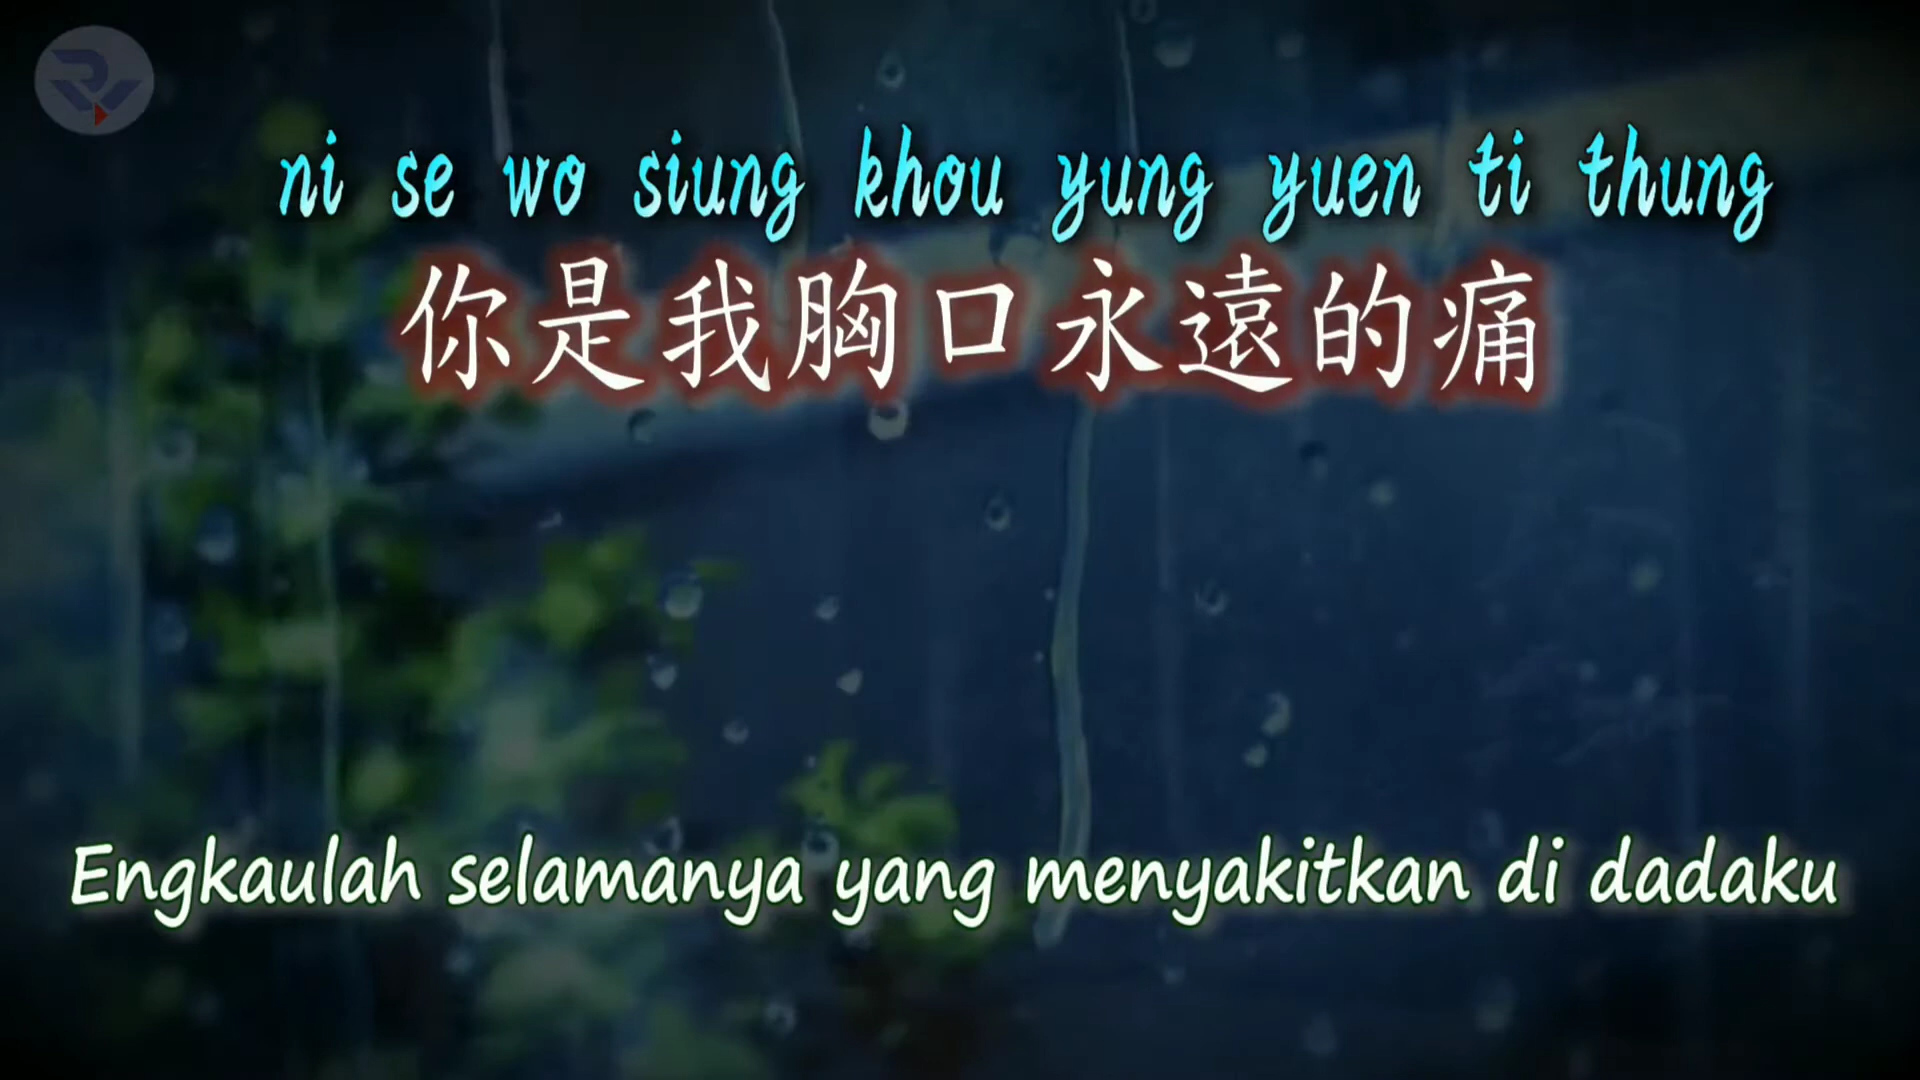 ni se wo siung khou yung yuen ti thung
你是我胸口永遠的痛
Engkaulah selamanya yang menyakitkan di dadaku